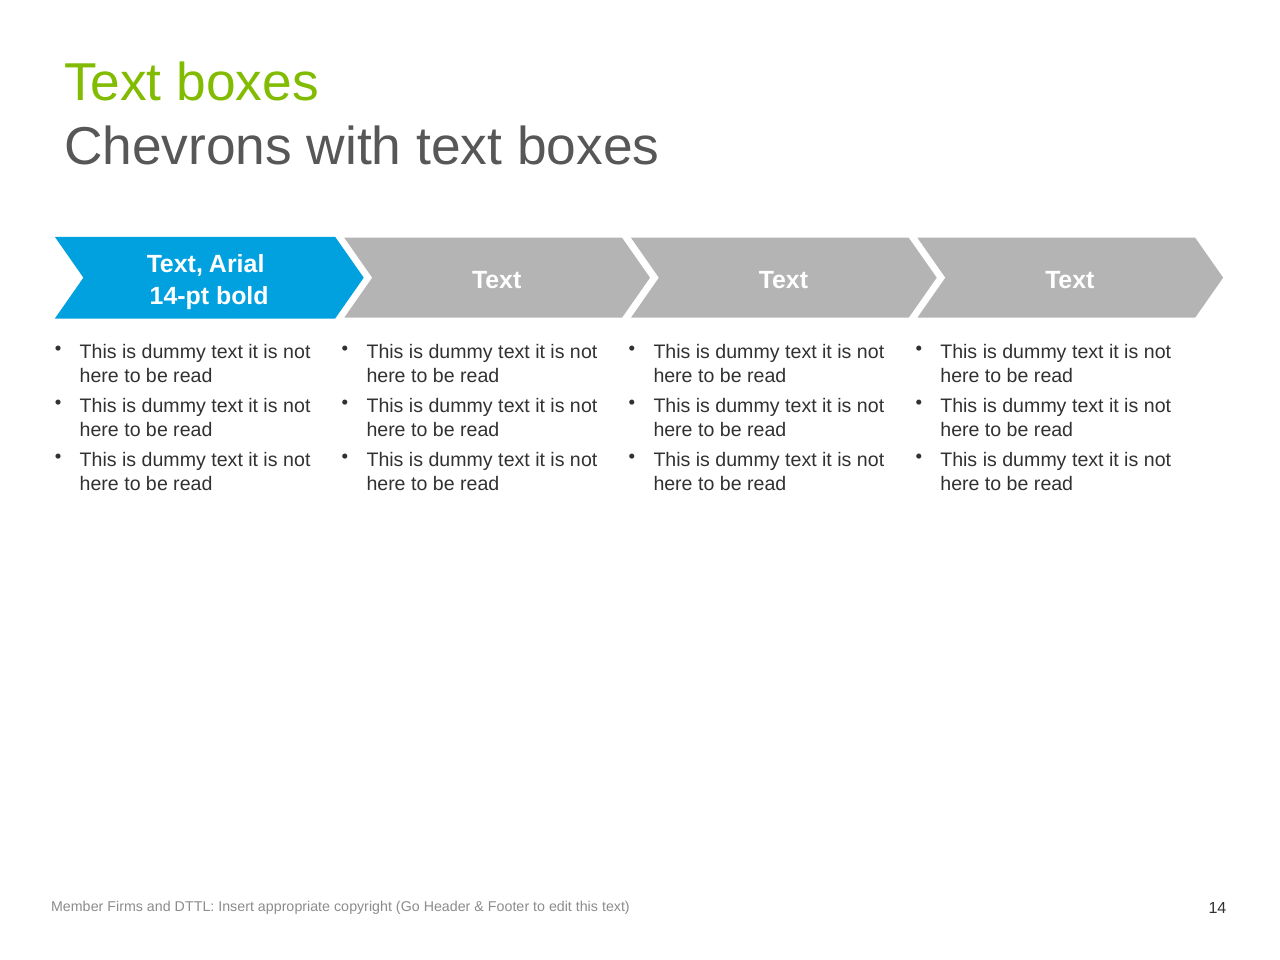 Text boxes
Chevrons with text boxes
Text, Arial
14-pt bold
Text
Text
Text
• This is dummy text it is not
here to be read
• This is dummy text it is not
here to be read
• This is dummy text it is not
here to be read
• This is dummy text it is not
here to be read
• This is dummy text it is not
here to be read
• This is dummy text it is not
here to be read
• This is dummy text it is not
here to be read
• This is dummy text it is not
here to be read
• This is dummy text it is not
here to be read
• This is dummy text it is not
here to be read
• This is dummy text it is not
here to be read
• This is dummy text it is not
here to be read
Member Firms and DTTL: Insert appropriate copyright (Go Header & Footer to edit this text)
14